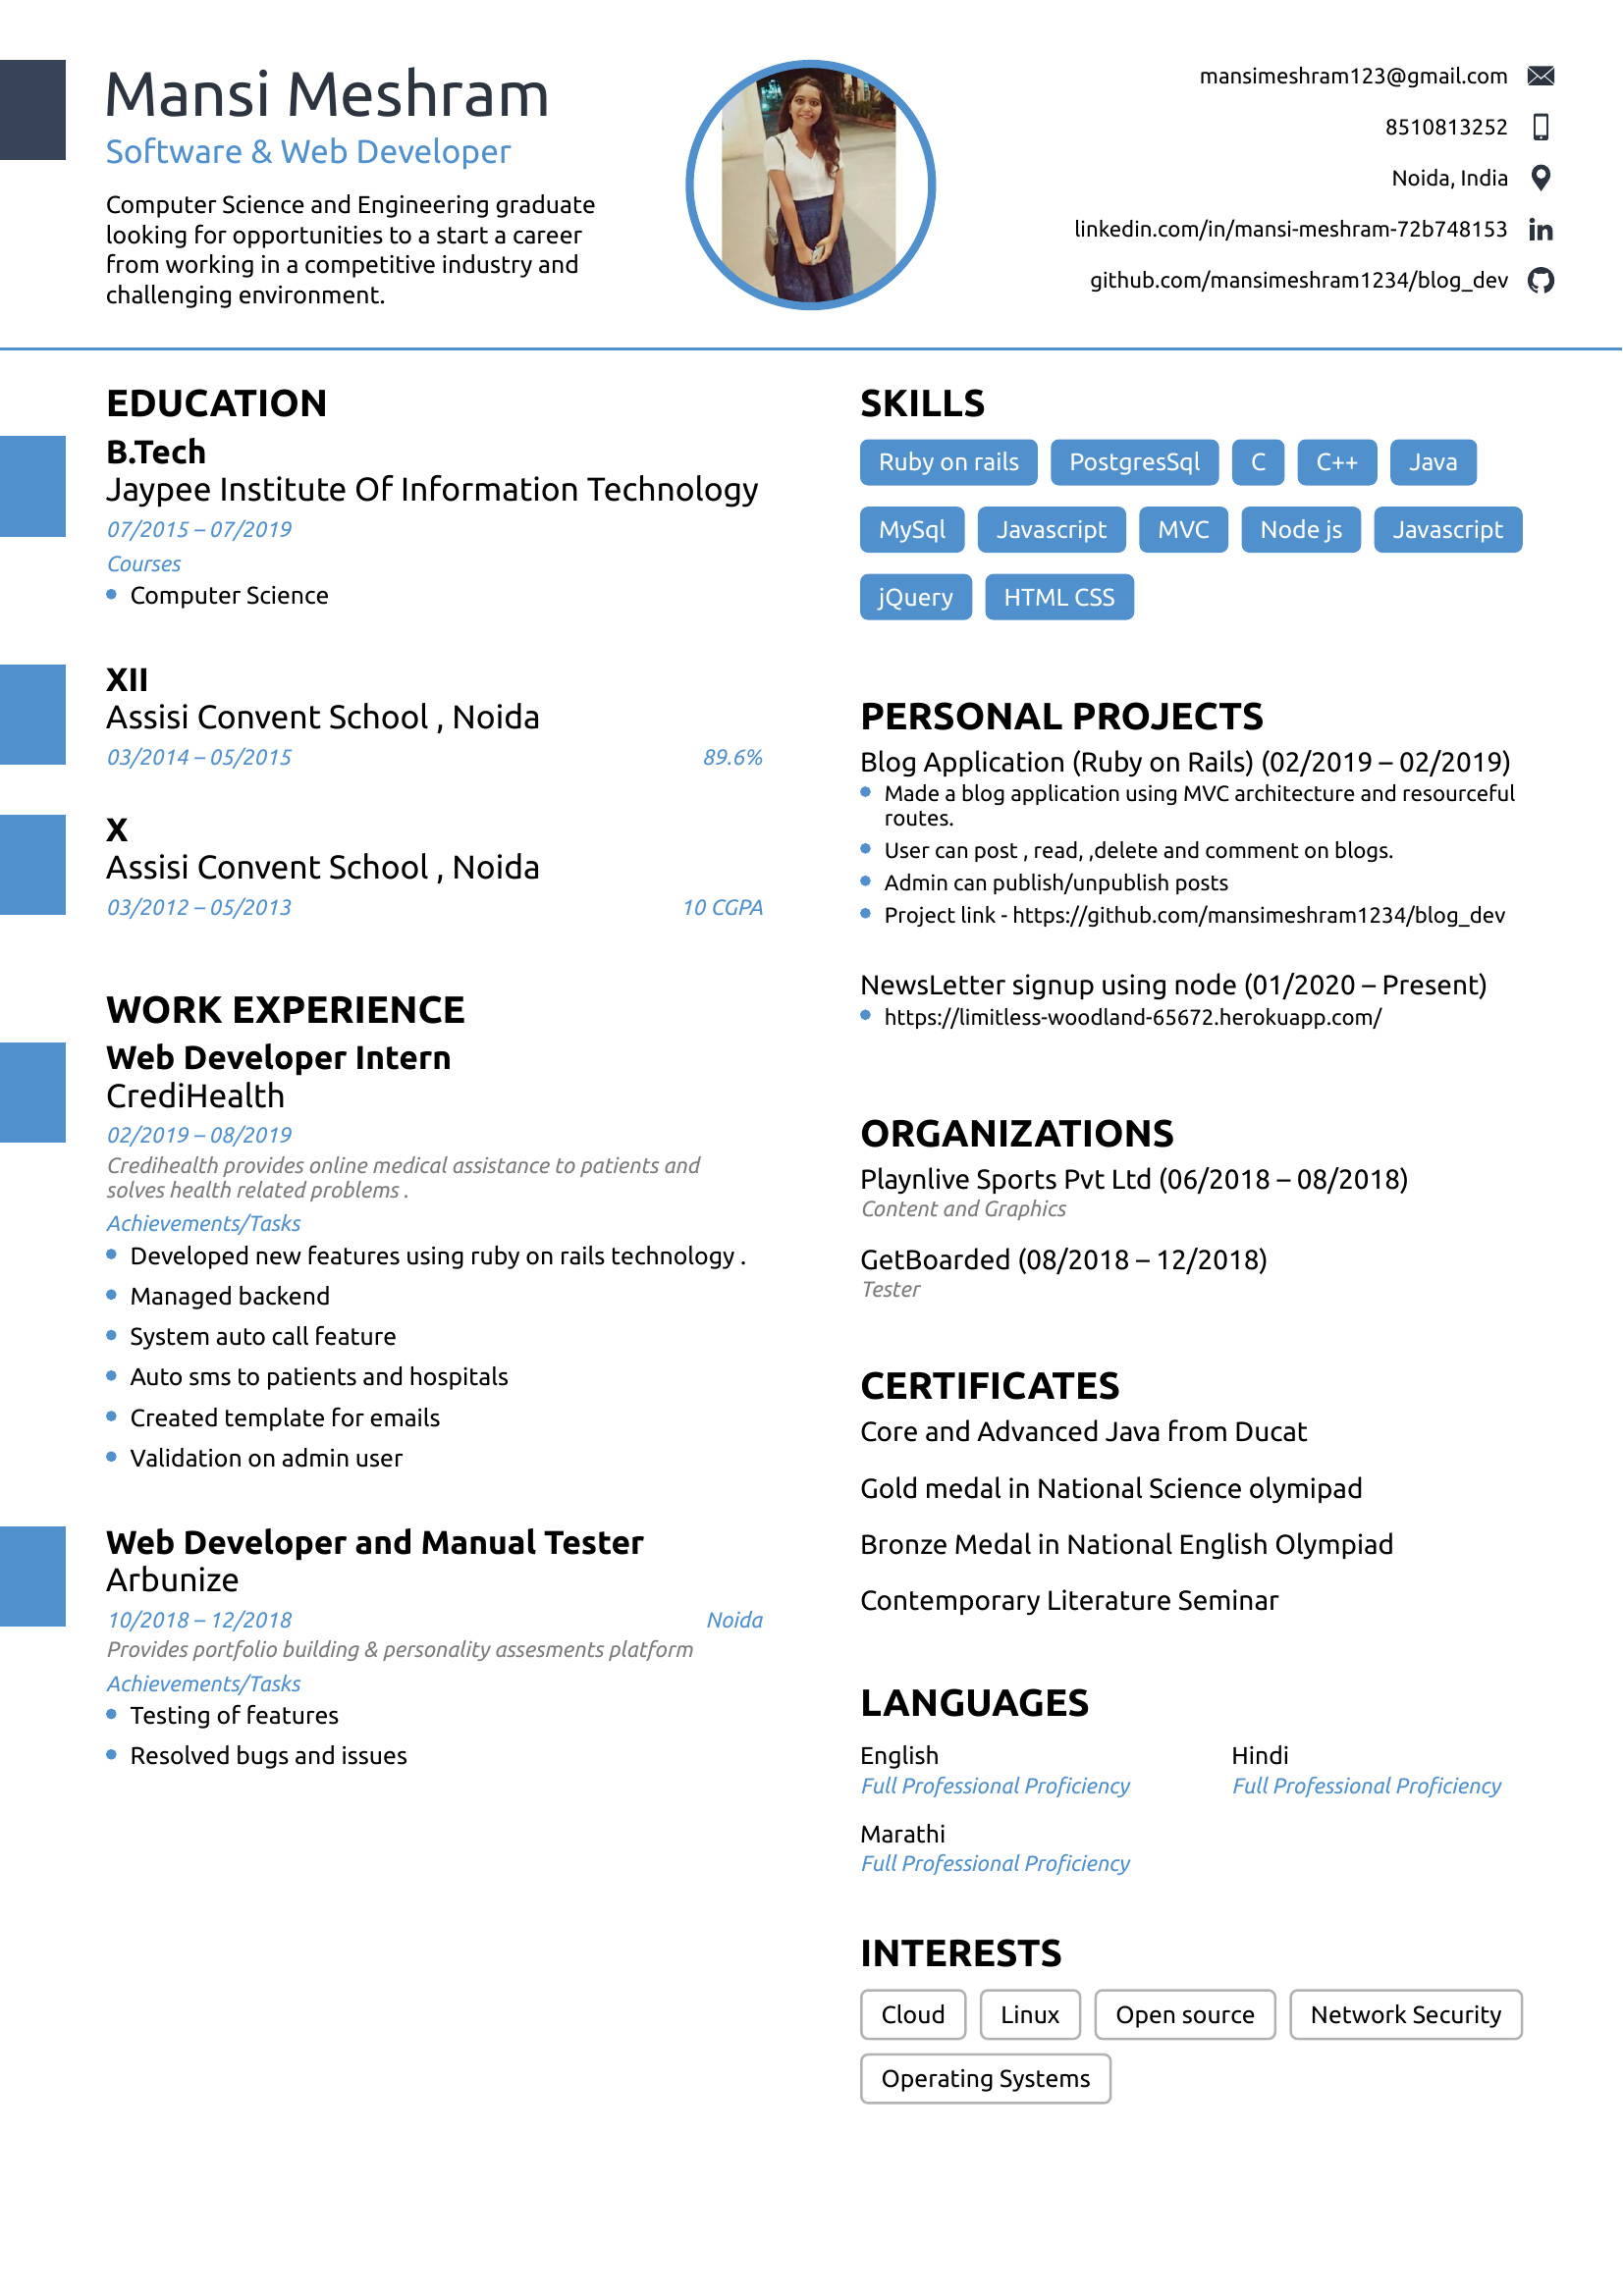 Mansi Meshram
Software & Web Developer
Computer Science and Engineering graduate
looking for opportunities to a start a career
from working in a competitive industry and
challenging environment.
mansimeshram123@gmail.com
8510813252
Noida, India
linkedin.com/in/mansi-meshram-72b748153
github.com/mansimeshram1234/blog_dev
EDUCATION
B.Tech
Jaypee Institute Of Information Technology
07/2015 – 07/2019
Courses
Computer Science
XII
Assisi Convent School , Noida
03/2014 – 05/2015 89.6%
X
Assisi Convent School , Noida
03/2012 – 05/2013 10 CGPA
WORK EXPERIENCE
Web Developer Intern
CrediHealth
02/2019 – 08/2019
Credihealth provides online medical assistance to patients and
solves health related problems .
Achievements/Tasks
Developed new features using ruby on rails technology .
Managed backend
System auto call feature
Auto sms to patients and hospitals
Created template for emails
Validation on admin user
Web Developer and Manual Tester
Arbunize
10/2018 – 12/2018 Noida
Provides portfolio building & personality assesments platform
Achievements/Tasks
Testing of features
Resolved bugs and issues
SKILLS
Ruby on rails PostgresSql C C++ Java
MySql Javascript MVC Node js Javascript
jQuery HTML CSS
PERSONAL PROJECTS
Blog Application (Ruby on Rails) (02/2019 – 02/2019)
Made a blog application using MVC architecture and resourceful
routes.
User can post , read, ,delete and comment on blogs.
Admin can publish/unpublish posts
Project link - https://github.com/mansimeshram1234/blog_dev
NewsLetter signup using node (01/2020 – Present)
https://limitless-woodland-65672.herokuapp.com/
ORGANIZATIONS
Playnlive Sports Pvt Ltd (06/2018 – 08/2018)
Content and Graphics
GetBoarded (08/2018 – 12/2018)
Tester
CERTIFICATES
Core and Advanced Java from Ducat
Gold medal in National Science olymipad
Bronze Medal in National English Olympiad
Contemporary Literature Seminar
LANGUAGES
English Hindi
Full Professional Proficiency Full Professional Proficiency
Marathi
Full Professional Proficiency
INTERESTS
Cloud Linux Open source Network Security
Operating Systems